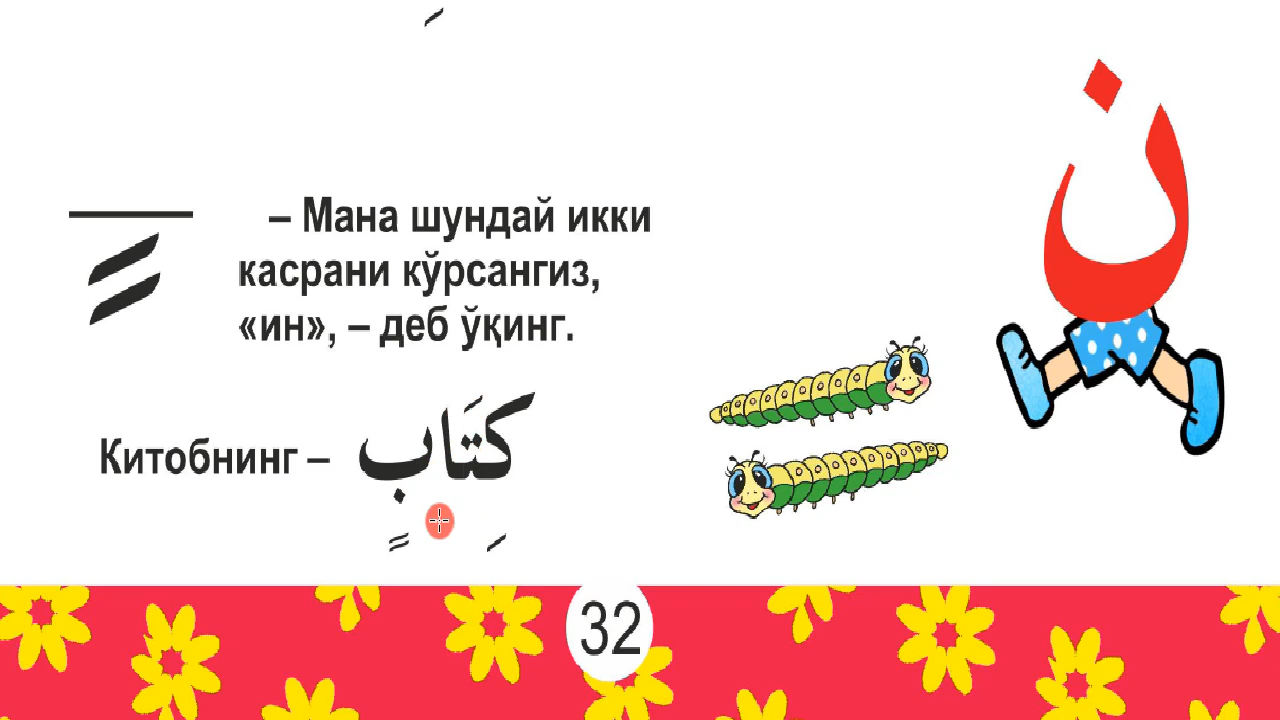 ن
– Мана шундай икки
касрани кўрсангиз,
«ин», – деб ўқинг.
Китобнинг – كِتَابٍ
32